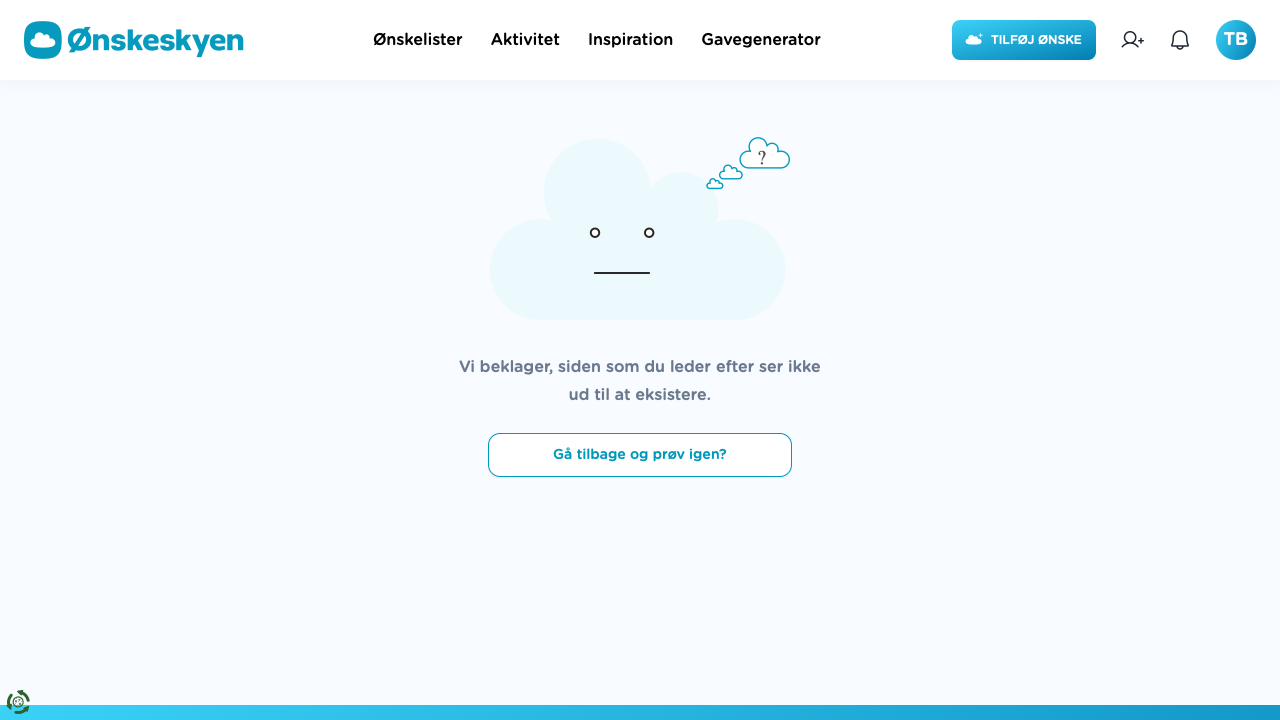 Ønskeskyen
Ønskelister
Aktivitet
Inspiration
Gavegenerator
TILFØJ ØNSKE
TB
?
Vi beklager, siden som du leder efter ser ikke
ud til at eksistere.
Gå tilbage og prøv igen?